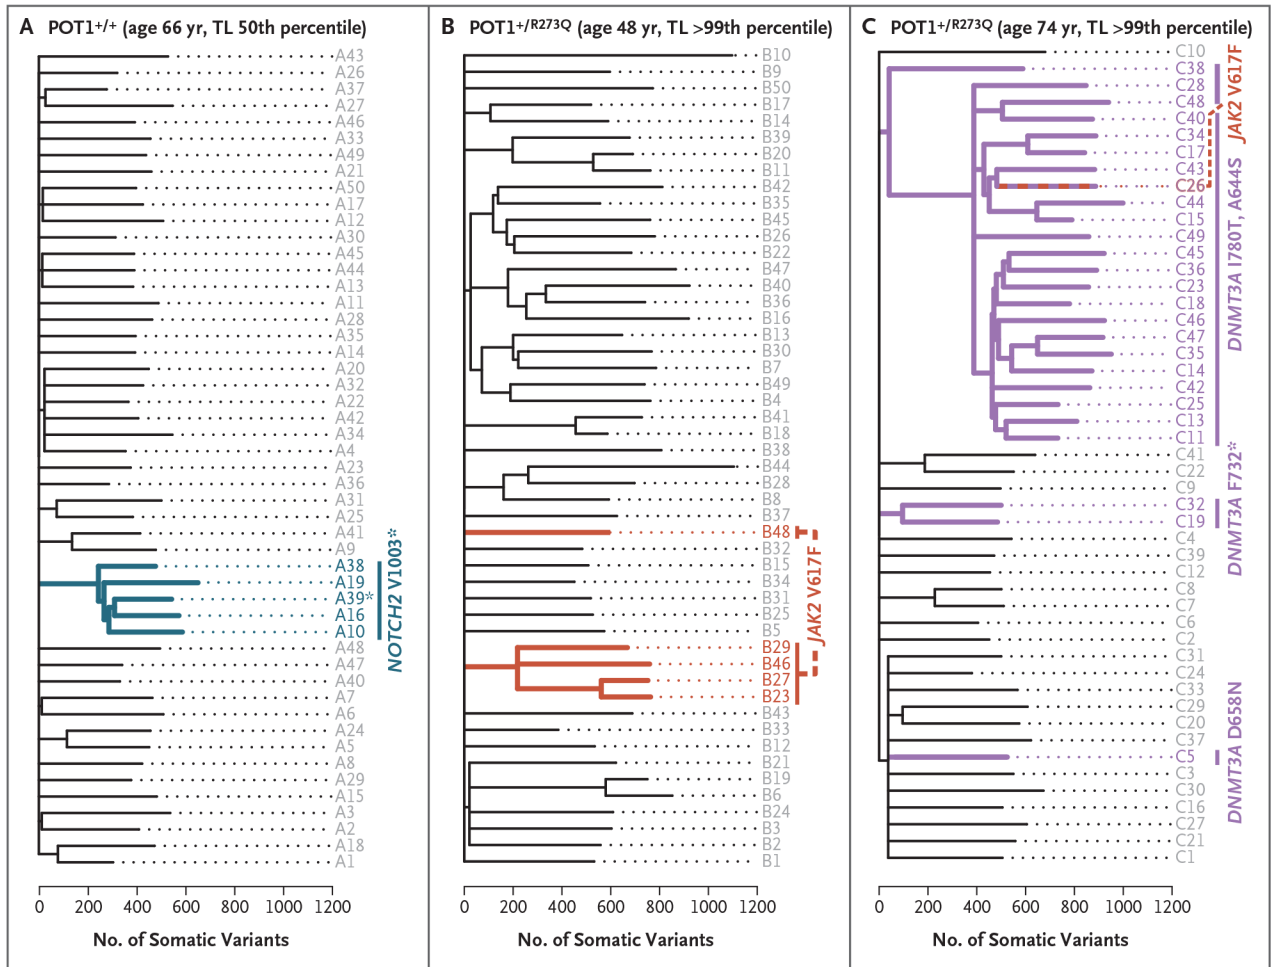 A POT1+/+ (age 66 yr, TL 50th percentile)
A43
A26
A37
A27
A46
A33
A49
A21
A50
A17
A12
A30
A45
A44
A13
A11
A28
A35
A14
A20
A32
A22
A42
A34
A4
A23
A36
A31
A25
A41
A9
A38
A19
A39*
A16
A10
A48
A47
A40
A7
A6
A24
A5
A8
A29
A15
A3
A2
A18
A1
NOTCH2 V1003*
0 200 400 600 800 1000 1200
No. of Somatic Variants
B POT1+/R273Q (age 48 yr, TL >99th percentile)
B10
B9
B50
B17
B14
B39
B20
B11
B42
B35
B45
B26
B22
B47
B40
B36
B16
B13
B30
B7
B49
B4
B41
B18
B38
B44
B28
B8
B37
B48
B32
B15
B34
B31
B25
B5
B29
B46
B27
B23
B43
B33
B12
B21
B19
B6
B24
B3
B2
B1
JAK2 V617F
0 200 400 600 800 1000 1200
No. of Somatic Variants
C POT1+/R273Q (age 74 yr, TL >99th percentile)
C10
C38
C28
C48
C40
C34
C17
C43
C26
C44
C15
C49
C45
C36
C23
C18
C46
C47
C35
C14
C42
C25
C13
C11
C41
C22
C9
C32
C19
C4
C39
C12
C8
C7
C6
C2
C31
C24
C33
C29
C20
C37
C5
C3
C30
C16
C27
C21
C1
JAK2 V617F
DNMT3A I780T, A644S
DNMT3A F732*
DNMT3A D658N
0 200 400 600 800 1000 1200
No. of Somatic Variants